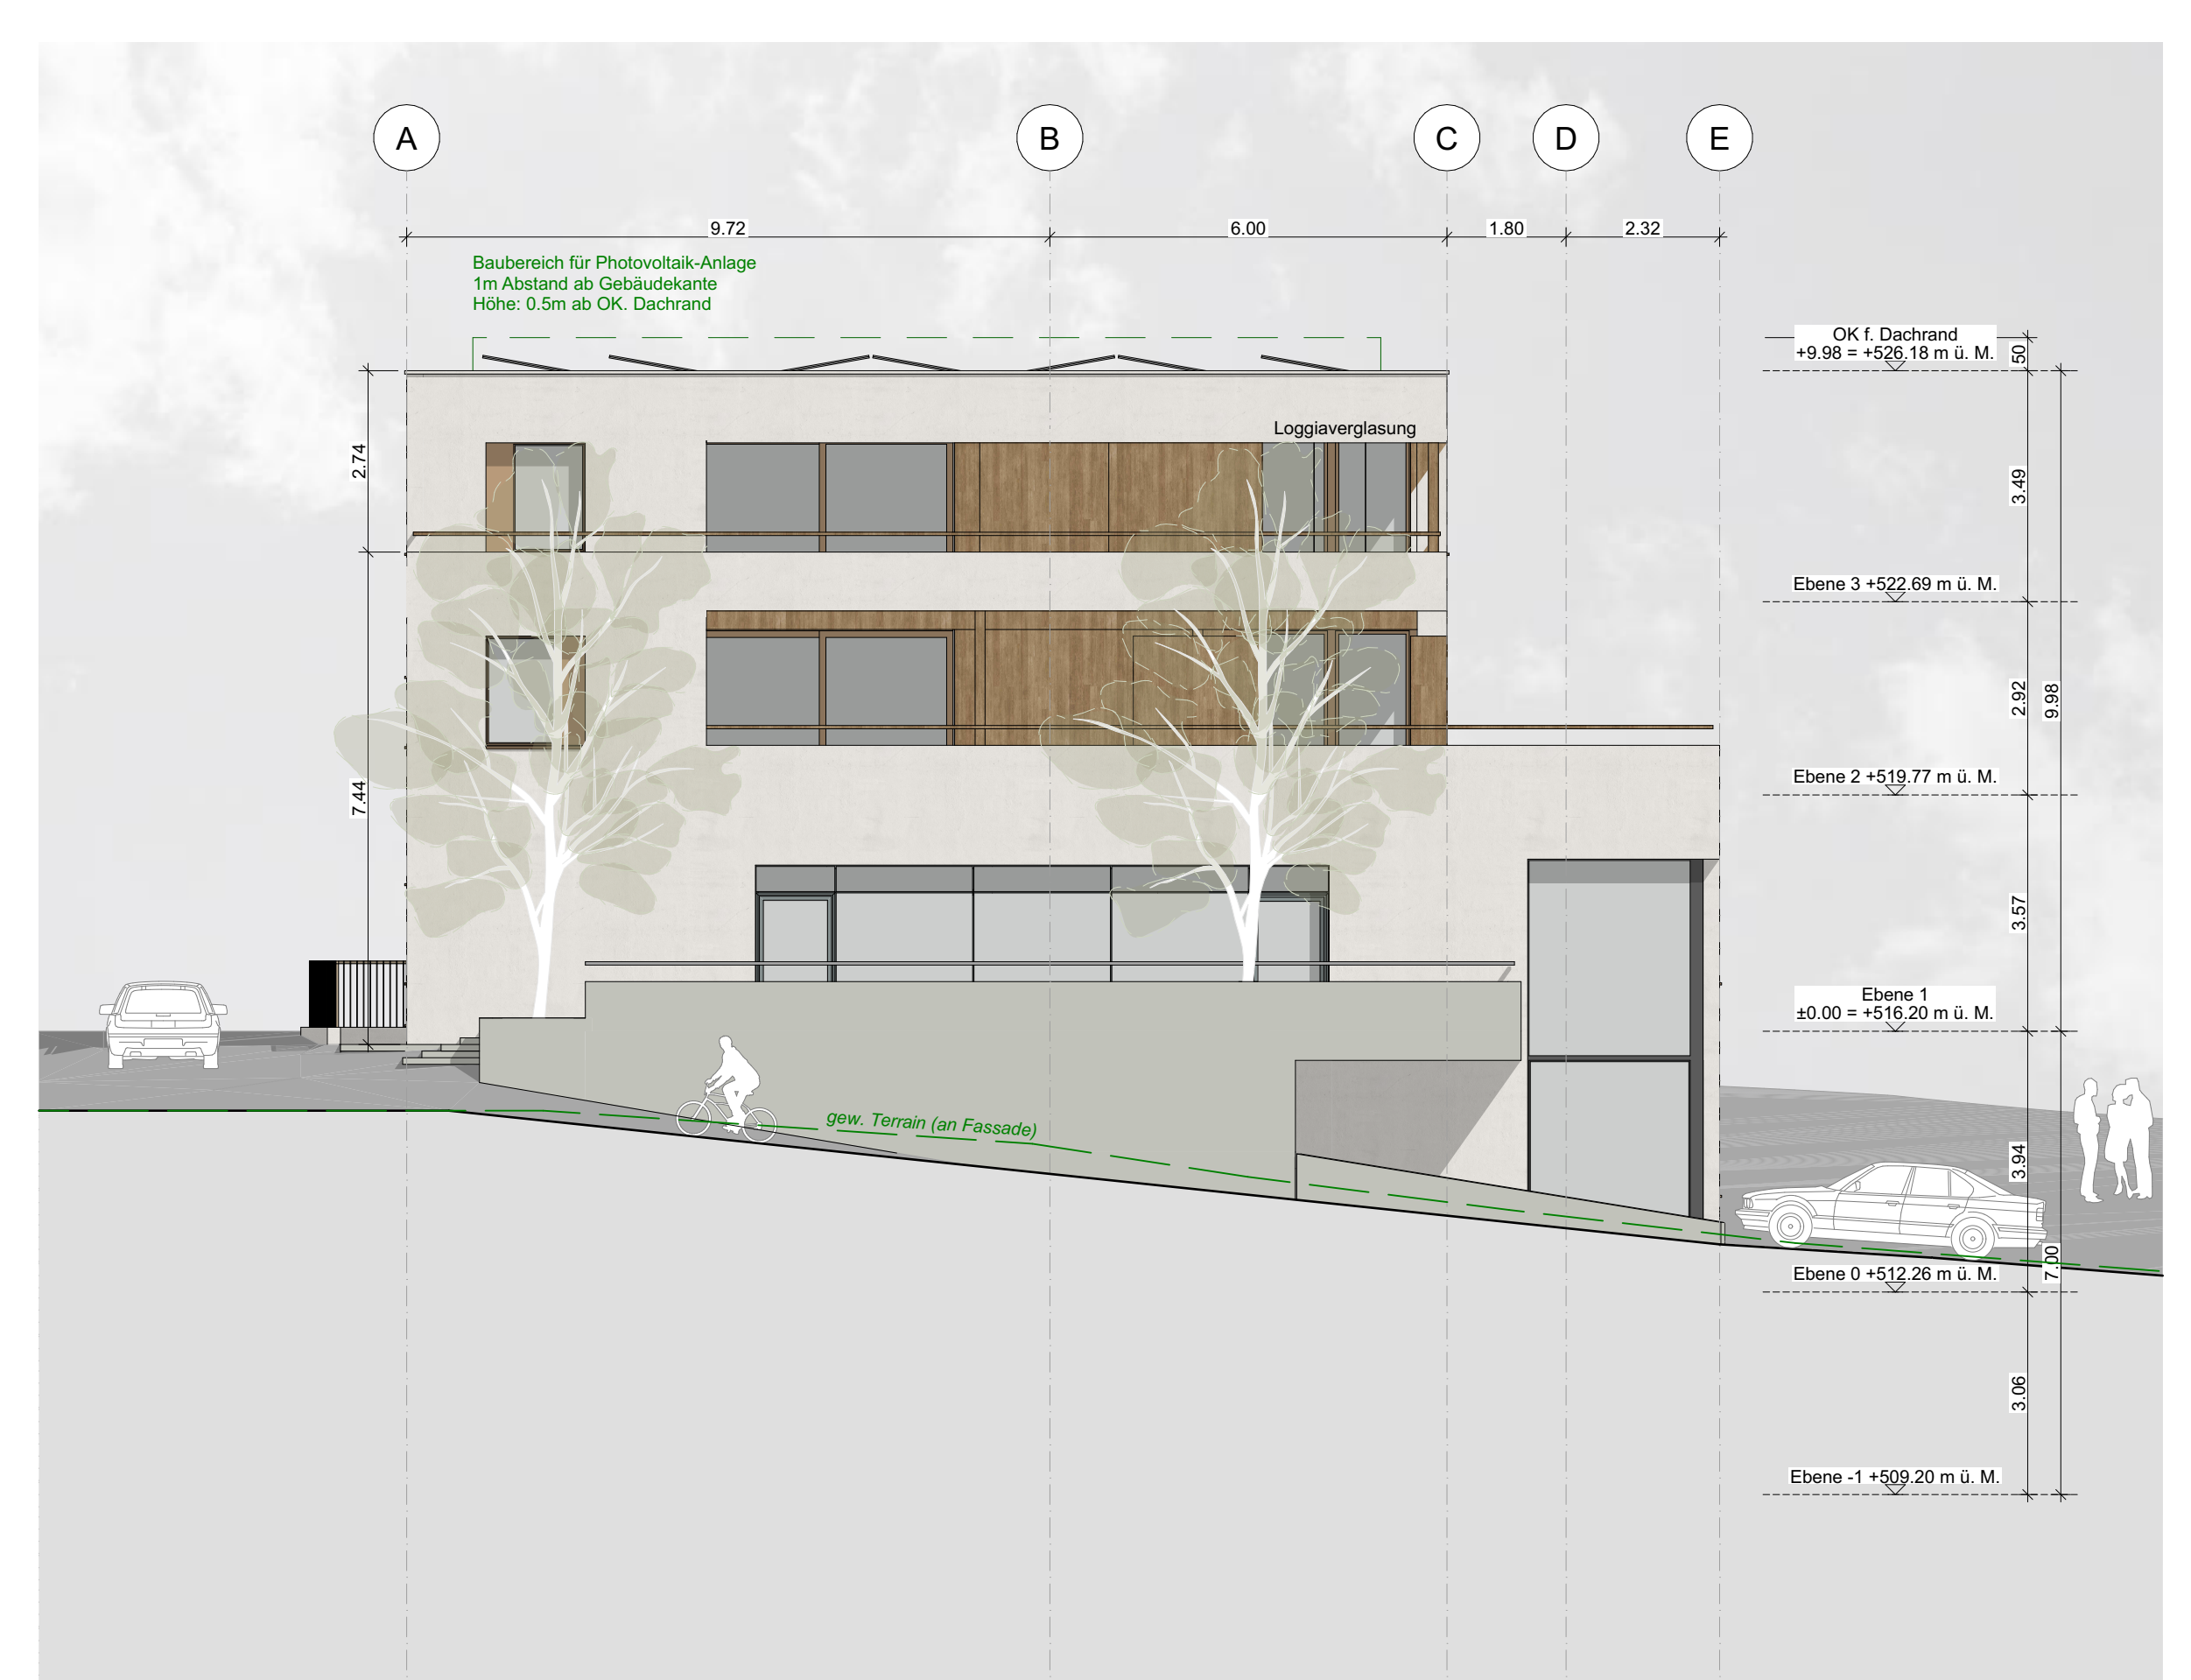 A
B
C
D
E
9.72
6.00
1.80
2.32
Baubereich für Photovoltaik-Anlage
1m Abstand ab Gebäudekante
Höhe: 0.5m ab OK. Dachrand
OK f. Dachrand
+9.98 = +526.18 m ü. M.
50
Loggiaverglasung
2.74
3.49
Ebene 3 +522.69 m ü. M.
2.92
9.98
Ebene 2 +519.77 m ü. M.
7.44
3.57
Ebene 1
±0.00 = +516.20 m ü. M.
gew. Terrain (an Fassade)
3.94
7.00
Ebene 0 +512.26 m ü. M.
3.06
Ebene -1 +509.20 m ü. M.